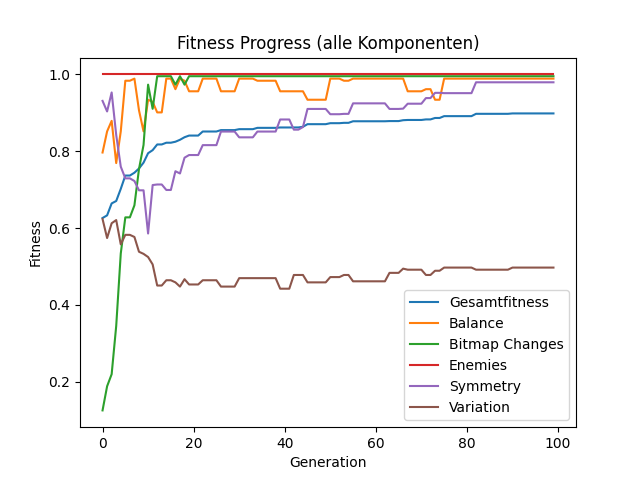 Fitness Progress (alle Komponenten)
1.0
0.8
0.6
0.4
0.2
Fitness
0
20
40
60
80
100
Generation
Gesamtfitness
Balance
Bitmap Changes
Enemies
Symmetry
Variation